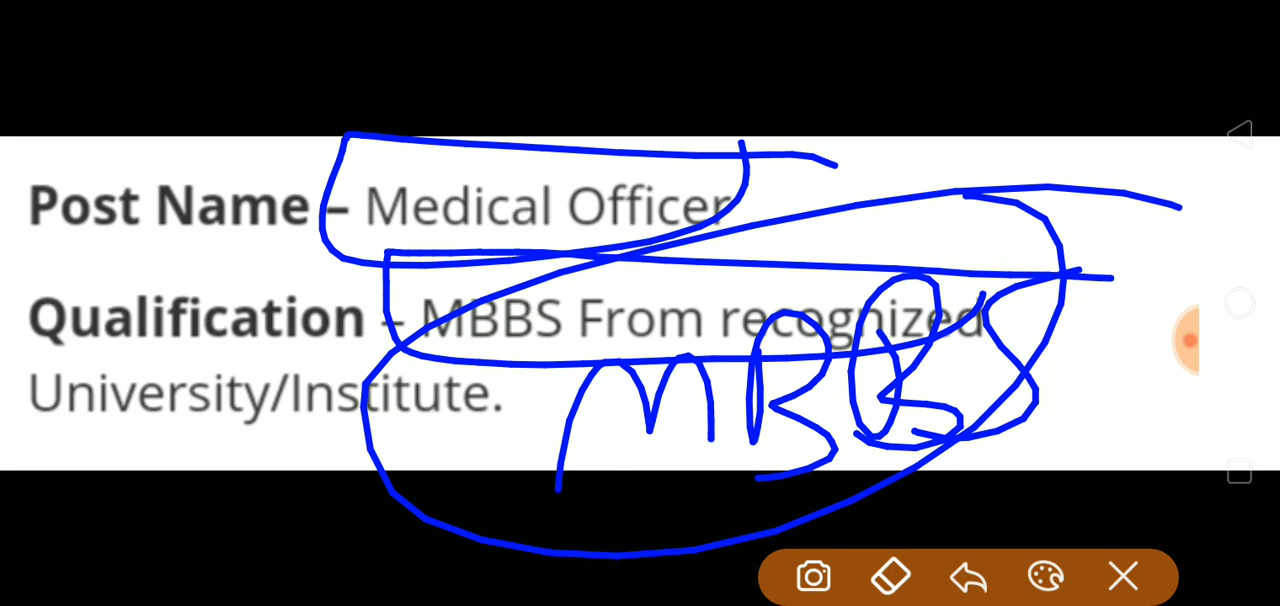 Post Name – Medical Officer
Qualification – MBBS From recognized
University/Institute.
MBBS